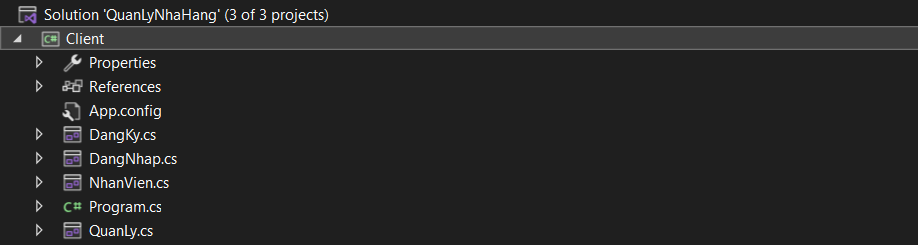 Solution 'QuanLyNhaHang' (3 of 3 projects)
C# Client
Properties
References
App.config
DangKy.cs
DangNhap.cs
NhanVien.cs
C# Program.cs
QuanLy.cs